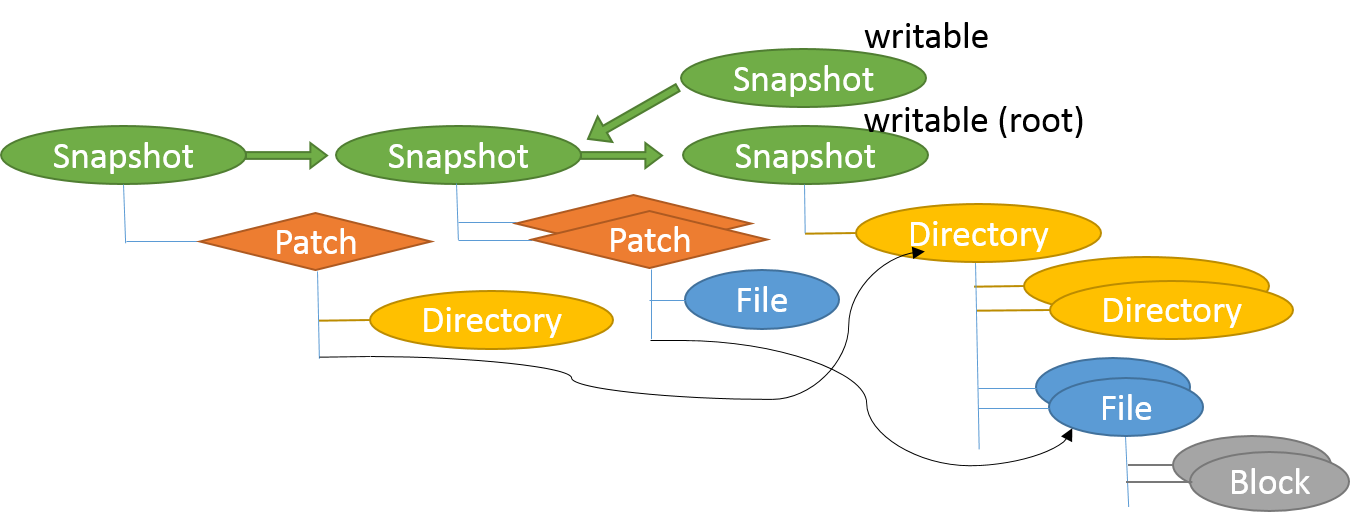 writable
Snapshot
writable (root)
Snapshot
Snapshot
Snapshot
Patch
Patch
Directory
File
Directory
Directory
File
Block